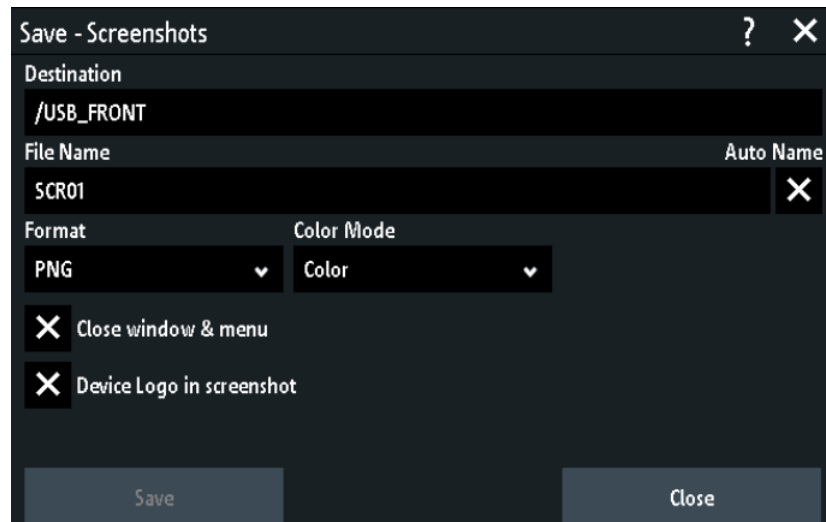 Save - Screenshots ?
Destination
/USB_FRONT
File Name Auto Name
SCR01
Format Color Mode
PNG Color
Close window & menu
Device Logo in screenshot
Save Close